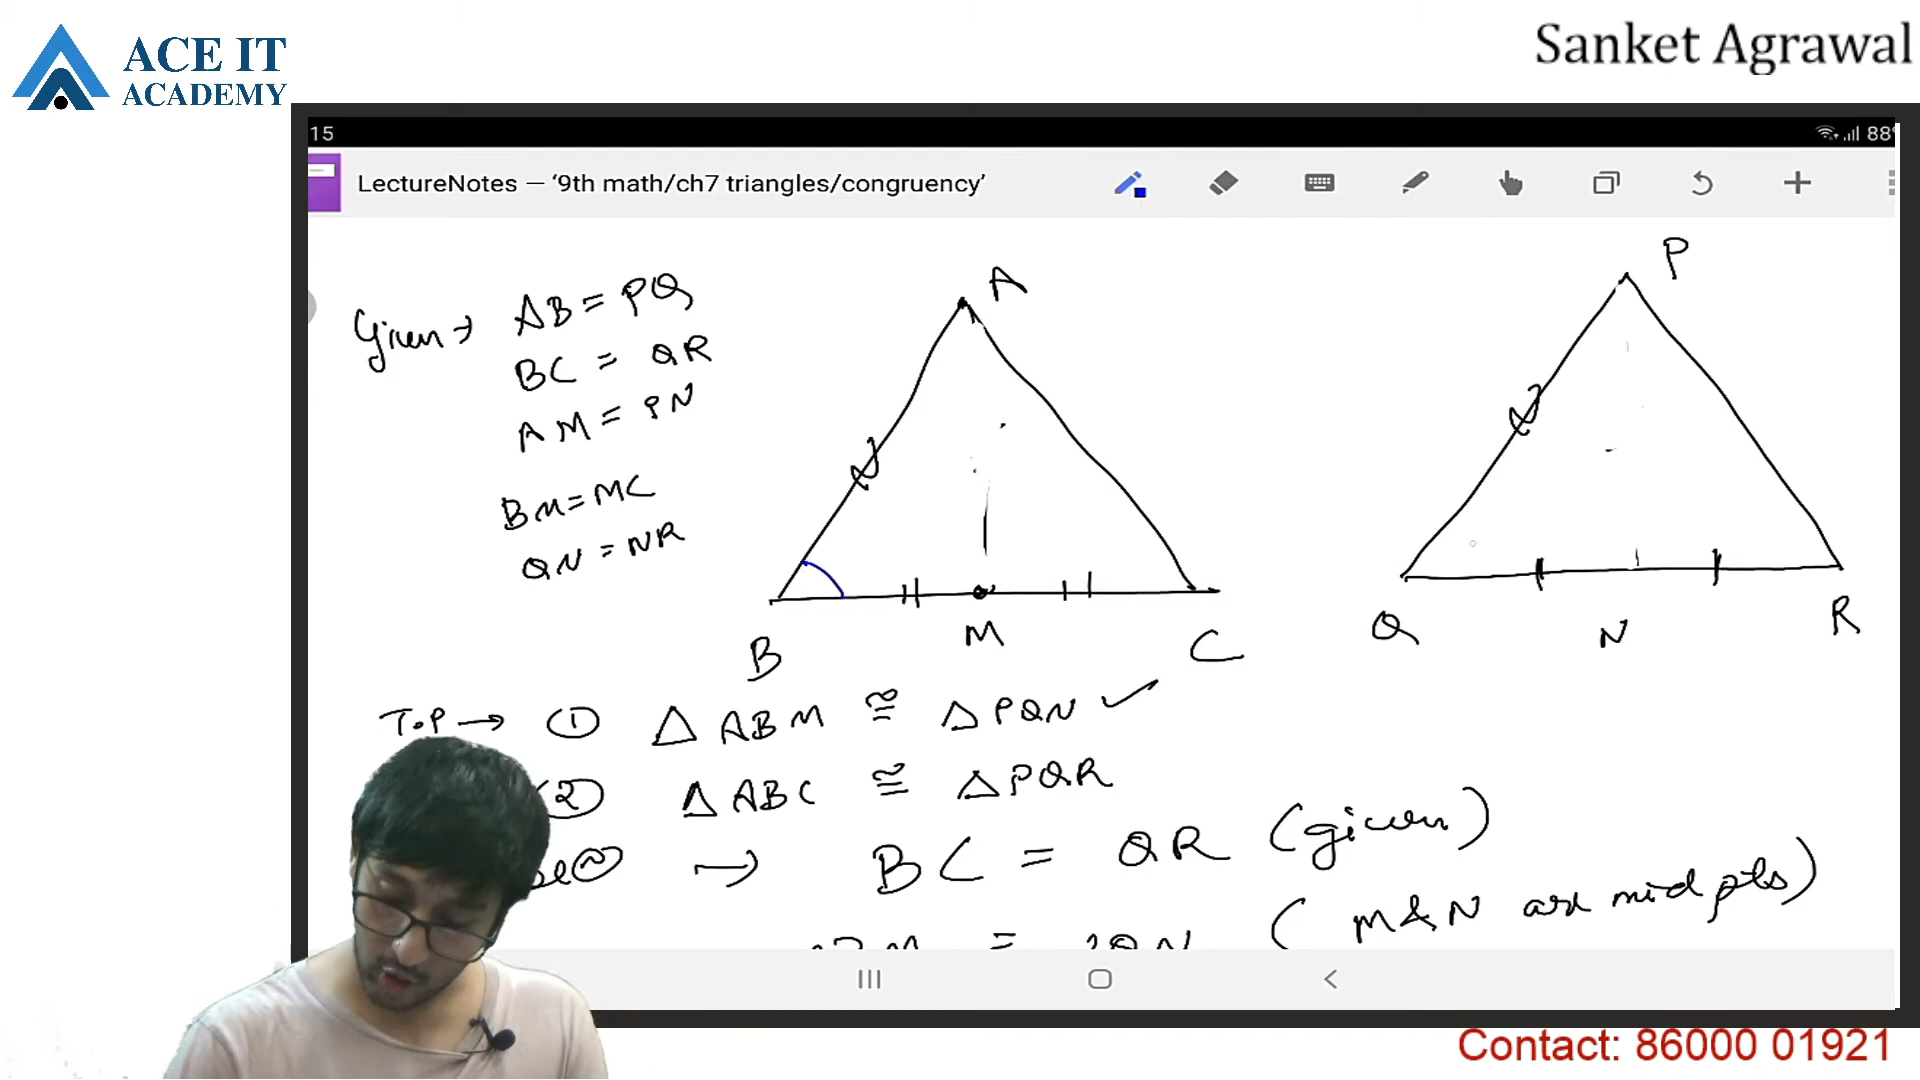 ACE IT
ACADEMY
Sanket Agrawal
15
88%
LectureNotes — ‘9th math/ch7 triangles/congruency’
Given → AB = PQ
BC = QR
AM = PN
BM = MC
QN = NR
A
B
M
C
P
Q
N
R
T.P → ① △ABM ≅ △PQN ✓
(2) △ABC ≅ △PQR
→ BC = QR (given)
= (M&N are mid pts)
Contact: 86000 01921